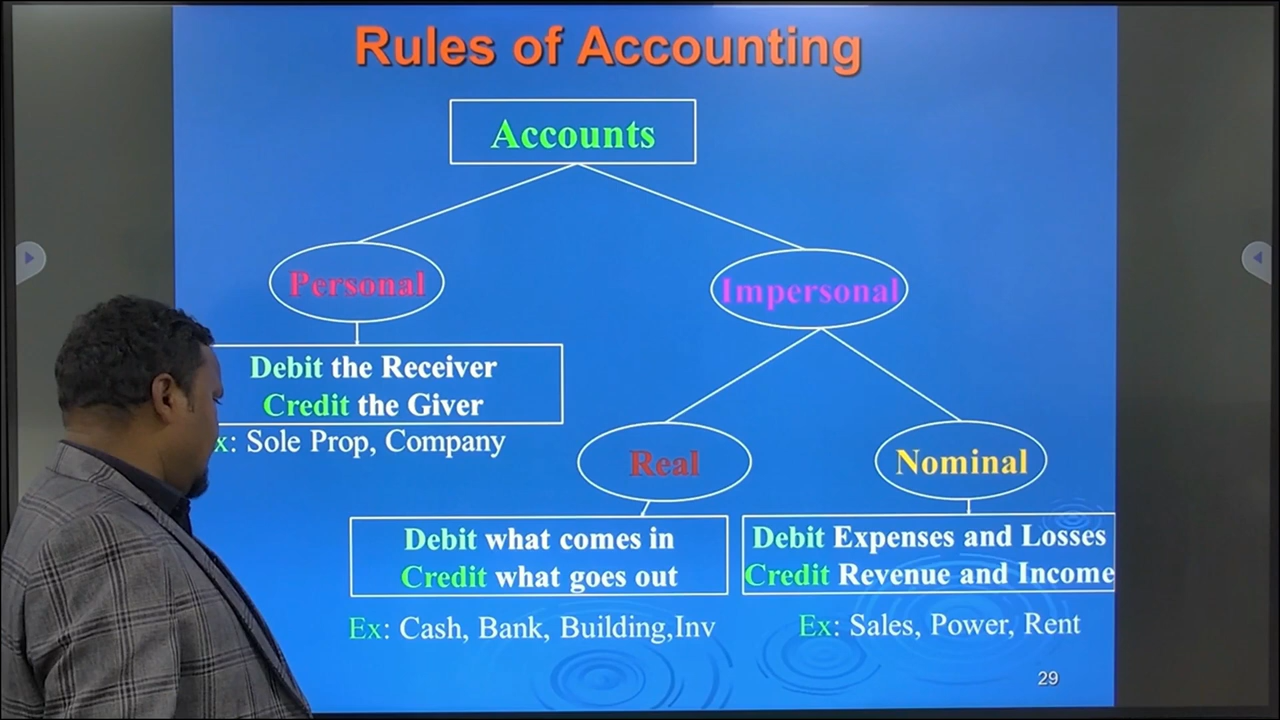 Rules of Accounting
Accounts
Personal
Impersonal
Debit the Receiver
Credit the Giver
x: Sole Prop, Company
Real
Nominal
Debit what comes in
Credit what goes out
Debit Expenses and Losses
Credit Revenue and Income
Ex: Cash, Bank, Building,Inv
Ex: Sales, Power, Rent
29